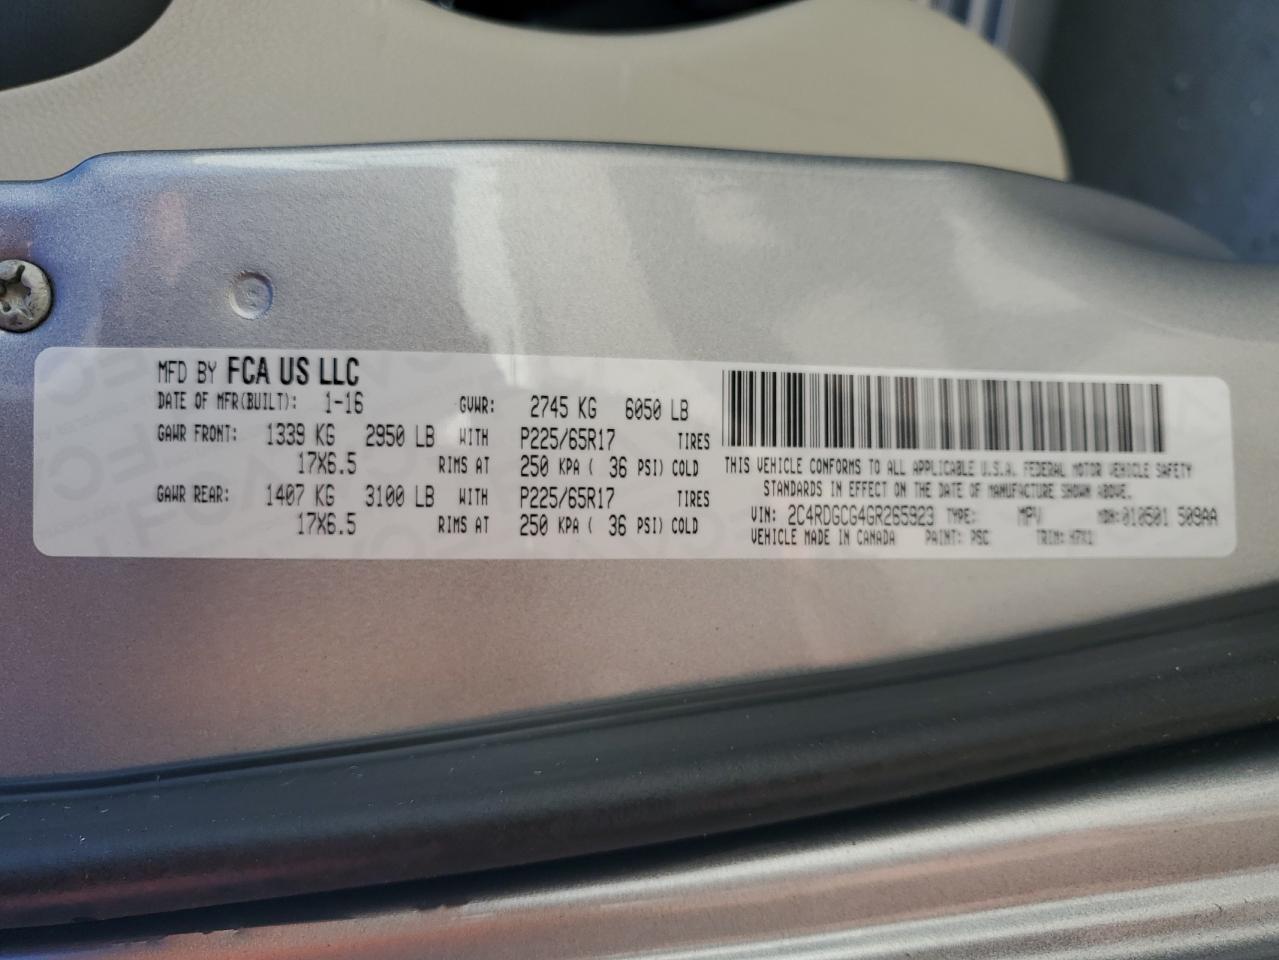 MFD BY FCA US LLC
DATE OF MFR(BUILT): 1-16 GVWR: 2745 KG 6050 LB
GAWR FRONT: 1339 KG 2950 LB WITH P225/65R17 TIRES
17X6.5 RIMS AT 250 KPA ( 36 PSI) COLD
GAWR REAR: 1407 KG 3100 LB WITH P225/65R17 TIRES
17X6.5 RIMS AT 250 KPA ( 36 PSI) COLD
THIS VEHICLE CONFORMS TO ALL APPLICABLE U.S.A. FEDERAL MOTOR VEHICLE SAFETY
STANDARDS IN EFFECT ON THE DATE OF MANUFACTURE SHOWN ABOVE.
VIN: 2C4RDGCG4GR265923 TYPE: MPV MDH: 010501 509AA
VEHICLE MADE IN CANADA PAINT: PSC TRIM: